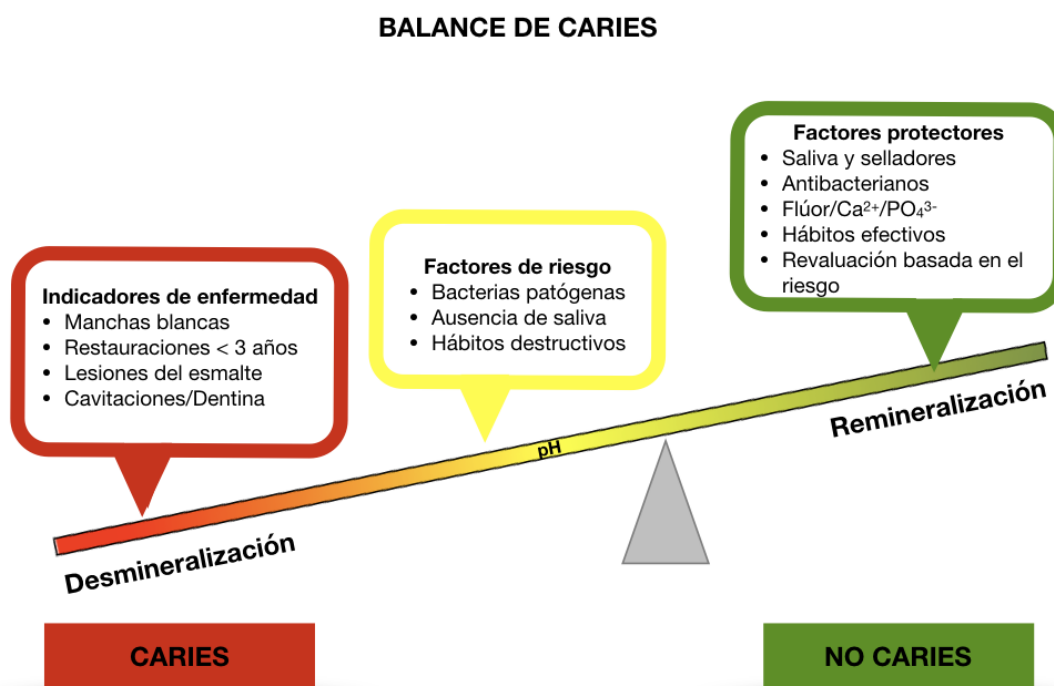 BALANCE DE CARIES
Factores protectores
• Saliva y selladores
• Antibacterianos
• Flúor/Ca²⁺/PO₄³⁻
• Hábitos efectivos
• Revaluación basada en el
riesgo
Factores de riesgo
• Bacterias patógenas
• Ausencia de saliva
• Hábitos destructivos
Indicadores de enfermedad
• Manchas blancas
• Restauraciones < 3 años
• Lesiones del esmalte
• Cavitaciones/Dentina
pH
Remineralización
Desmineralización
CARIES
NO CARIES